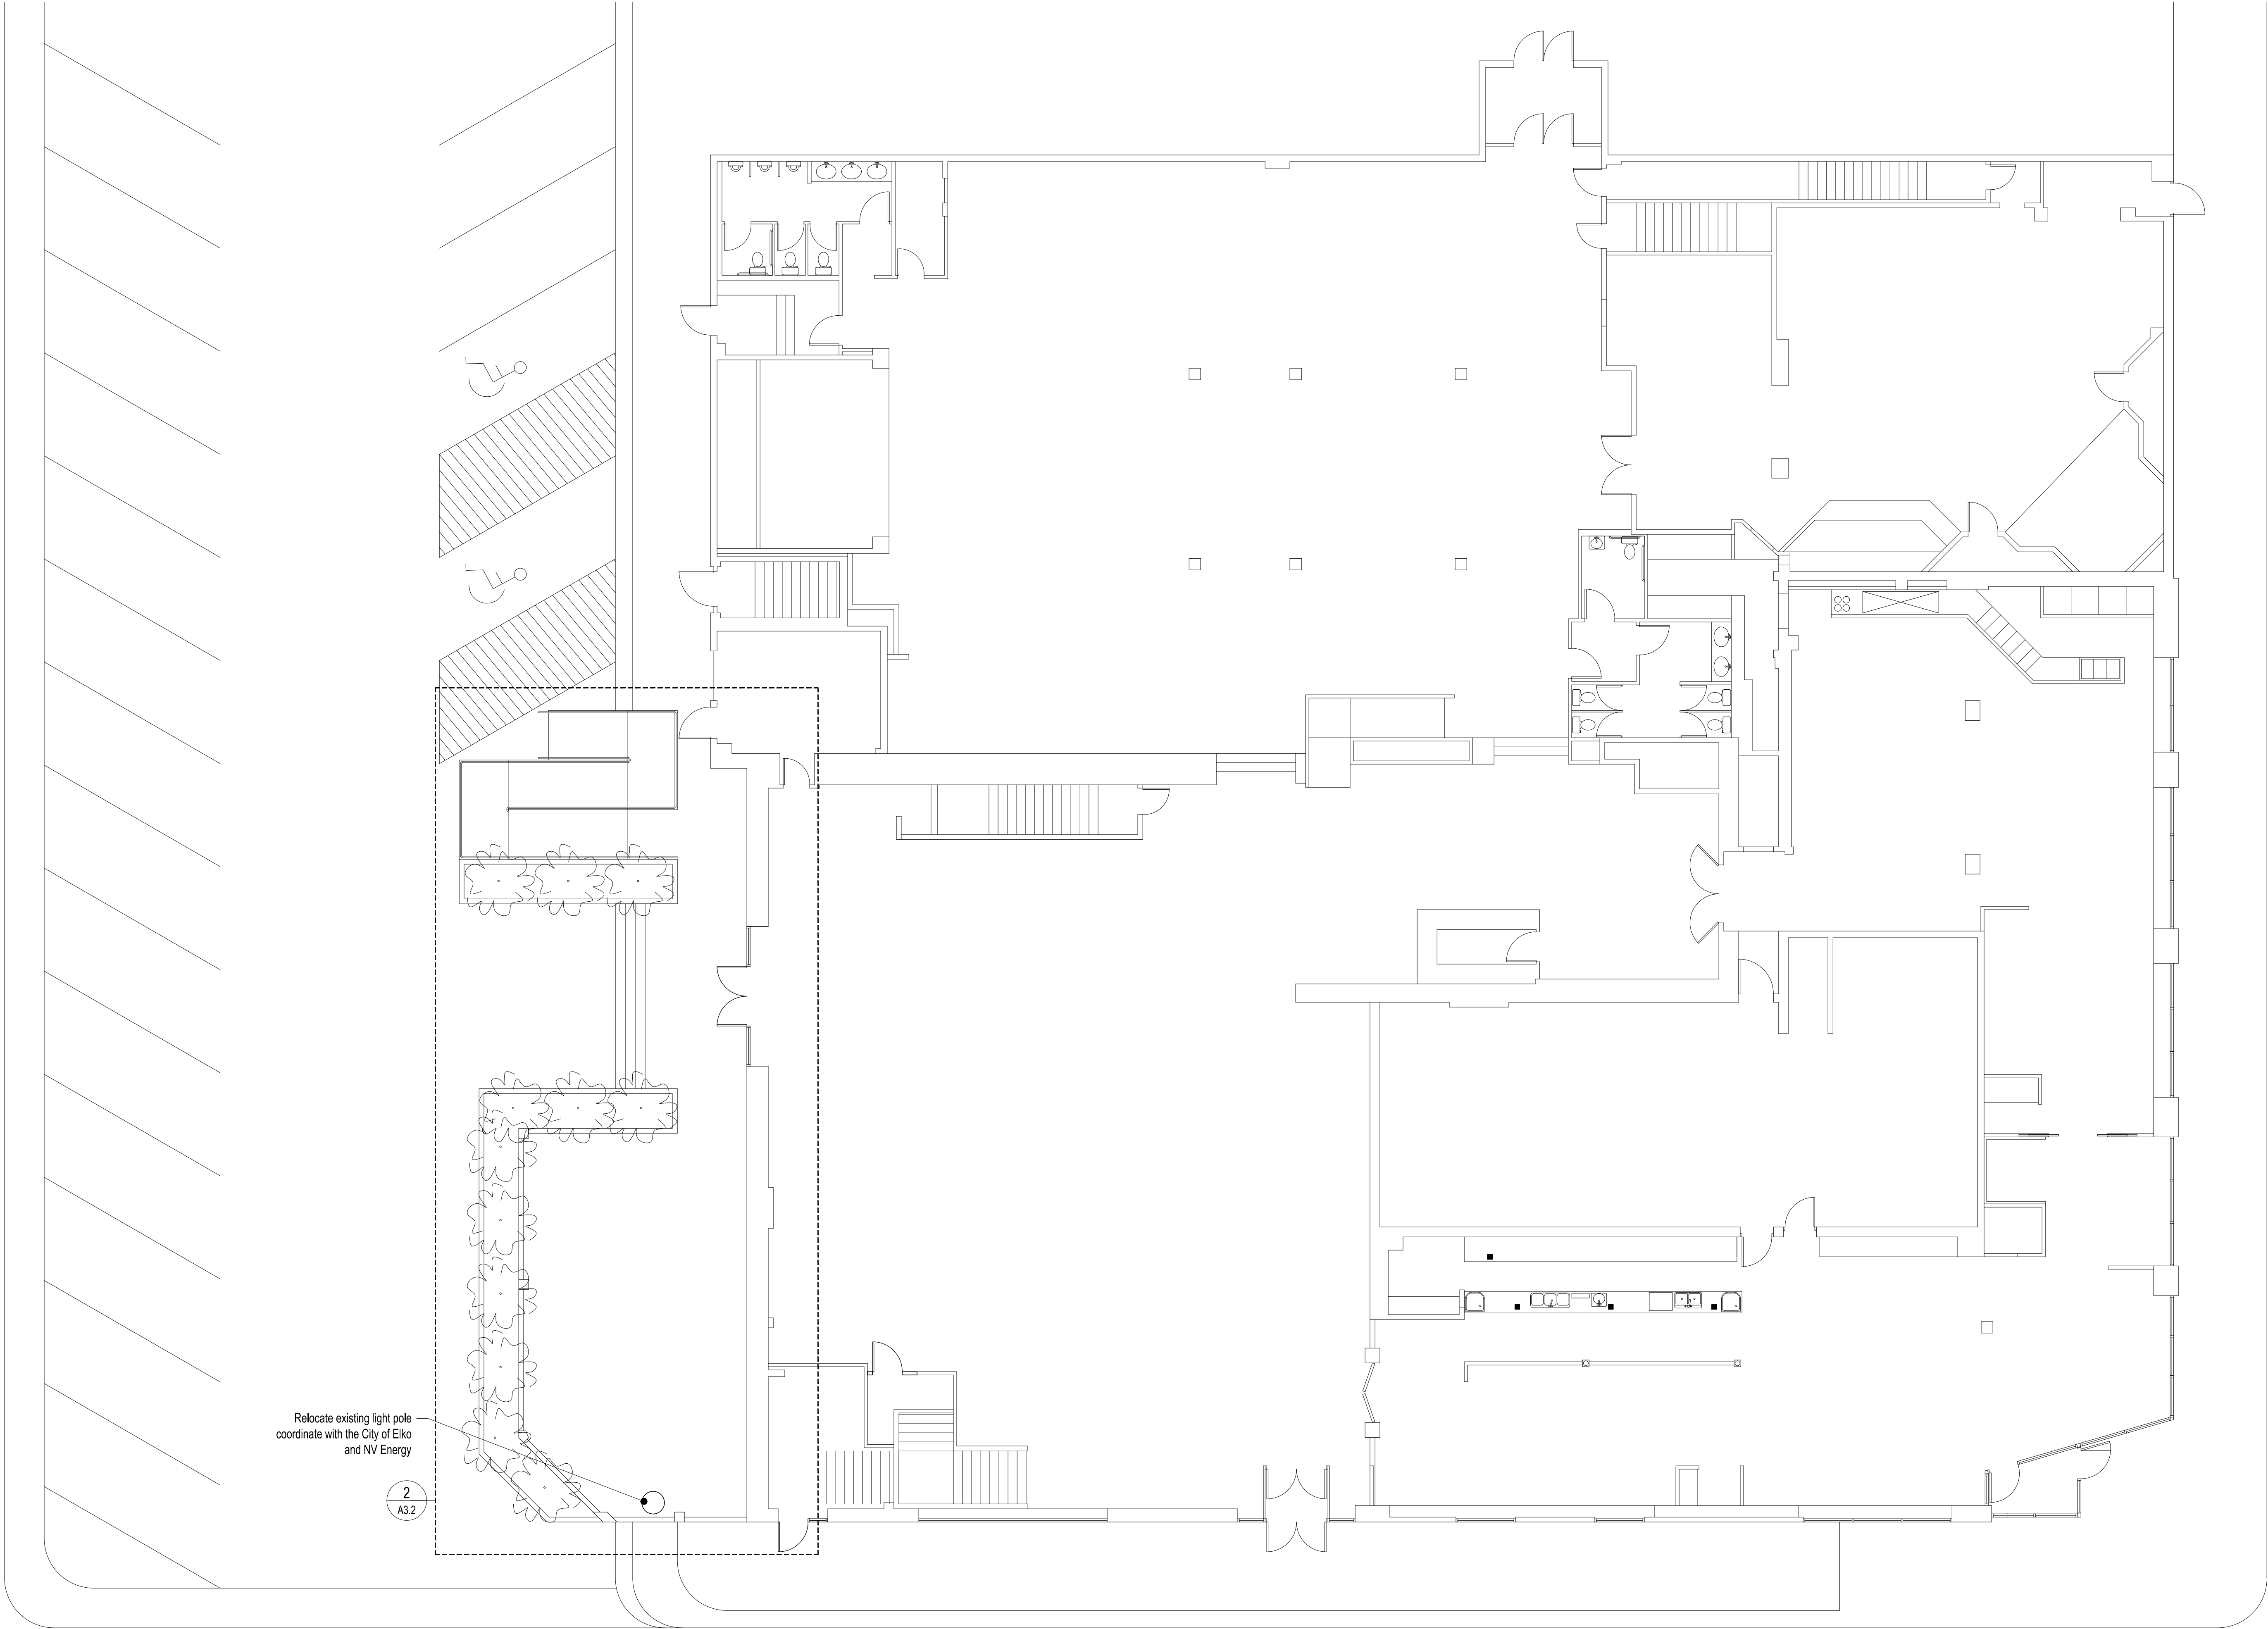 Relocate existing light pole
coordinate with the City of Elko
and NV Energy
2
A3.2